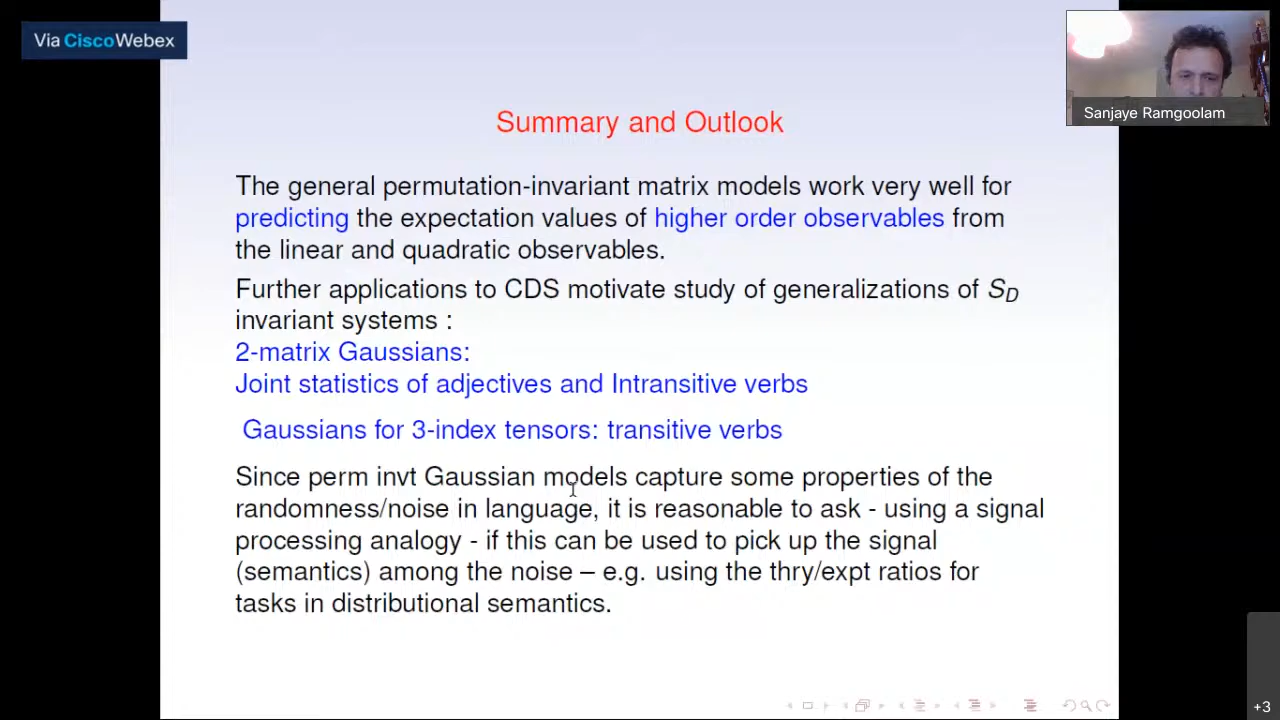 Via Cisco Webex
Sanjaye Ramgoolam
Summary and Outlook
The general permutation-invariant matrix models work very well for
predicting the expectation values of higher order observables from
the linear and quadratic observables.
Further applications to CDS motivate study of generalizations of S_D
invariant systems :
2-matrix Gaussians:
Joint statistics of adjectives and Intransitive verbs
Gaussians for 3-index tensors: transitive verbs
Since perm invt Gaussian models capture some properties of the
randomness/noise in language, it is reasonable to ask - using a signal
processing analogy - if this can be used to pick up the signal
(semantics) among the noise – e.g. using the thry/expt ratios for
tasks in distributional semantics.
+3